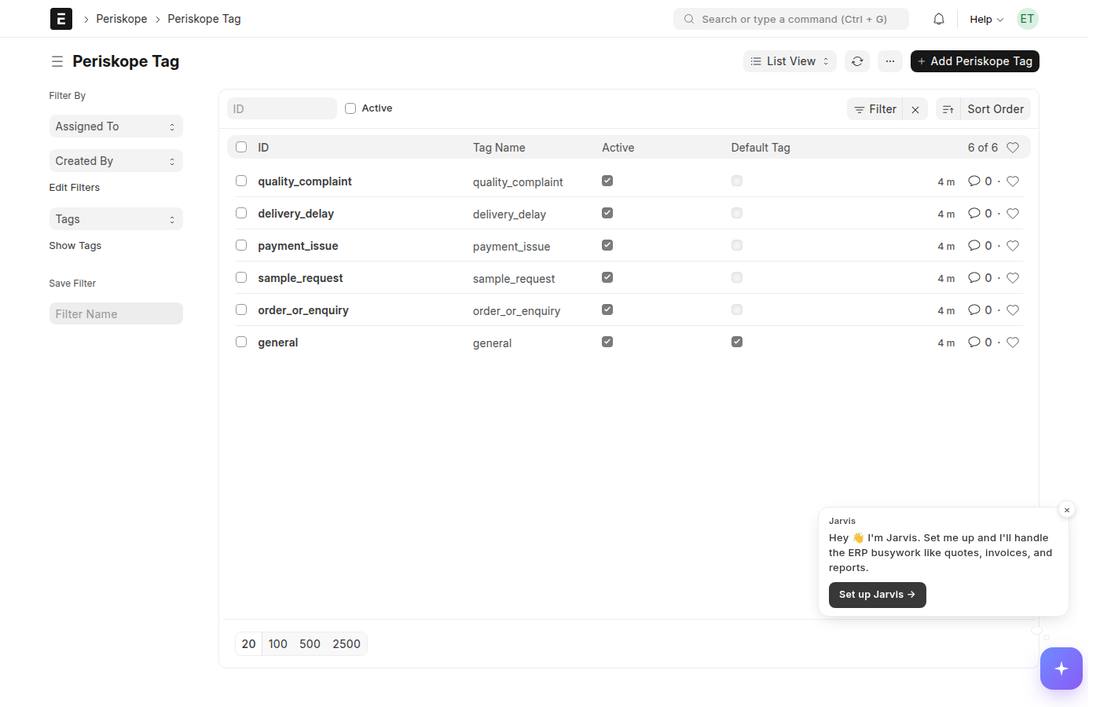 E
Periskope
Periskope Tag
Search or type a command (Ctrl + G)
Help
ET
Periskope Tag
List View
+ Add Periskope Tag
Filter By
Assigned To
Created By
Edit Filters
Tags
Show Tags
Save Filter
Filter Name
ID
Active
Filter
Sort Order
ID Tag Name Active Default Tag 6 of 6
quality_complaint quality_complaint 4 m 0 ·
delivery_delay delivery_delay 4 m 0 ·
payment_issue payment_issue 4 m 0 ·
sample_request sample_request 4 m 0 ·
order_or_enquiry order_or_enquiry 4 m 0 ·
general general 4 m 0 ·
Jarvis
Hey 👋 I'm Jarvis. Set me up and I'll handle
the ERP busywork like quotes, invoices, and
reports.
Set up Jarvis →
20 100 500 2500